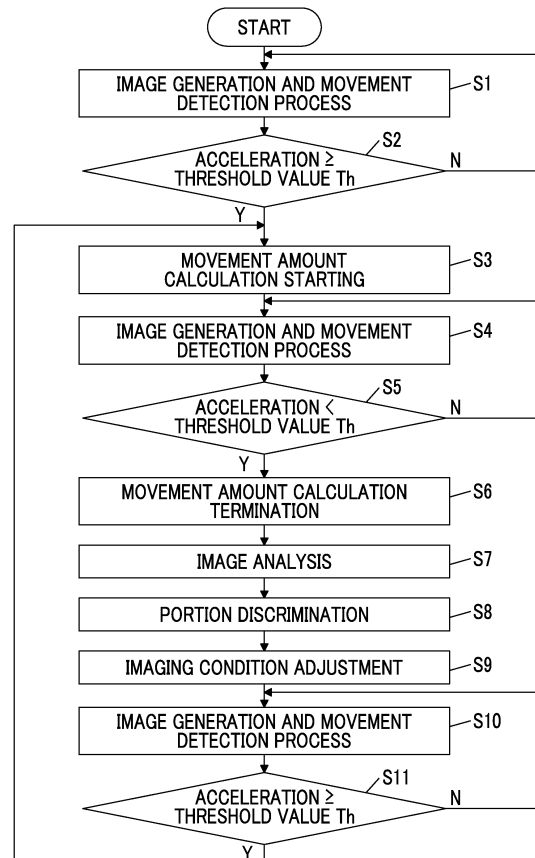 START
IMAGE GENERATION AND MOVEMENT
DETECTION PROCESS
S1
S2
ACCELERATION ≥
THRESHOLD VALUE Th
N
Y
MOVEMENT AMOUNT
CALCULATION STARTING
S3
IMAGE GENERATION AND MOVEMENT
DETECTION PROCESS
S4
S5
ACCELERATION <
THRESHOLD VALUE Th
N
Y
MOVEMENT AMOUNT CALCULATION
TERMINATION
S6
IMAGE ANALYSIS
S7
PORTION DISCRIMINATION
S8
IMAGING CONDITION ADJUSTMENT
S9
IMAGE GENERATION AND MOVEMENT
DETECTION PROCESS
S10
S11
ACCELERATION ≥
THRESHOLD VALUE Th
N
Y